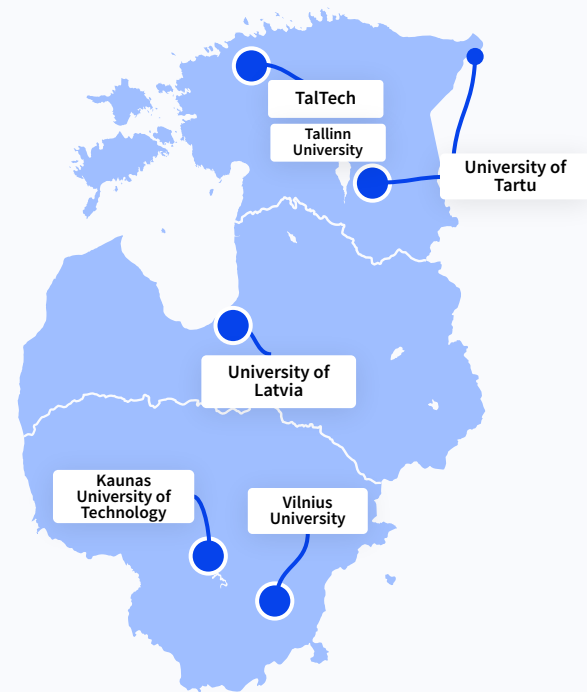 TalTech
Tallinn
University
University of
Tartu
University of
Latvia
Kaunas
University of
Technology
Vilnius
University